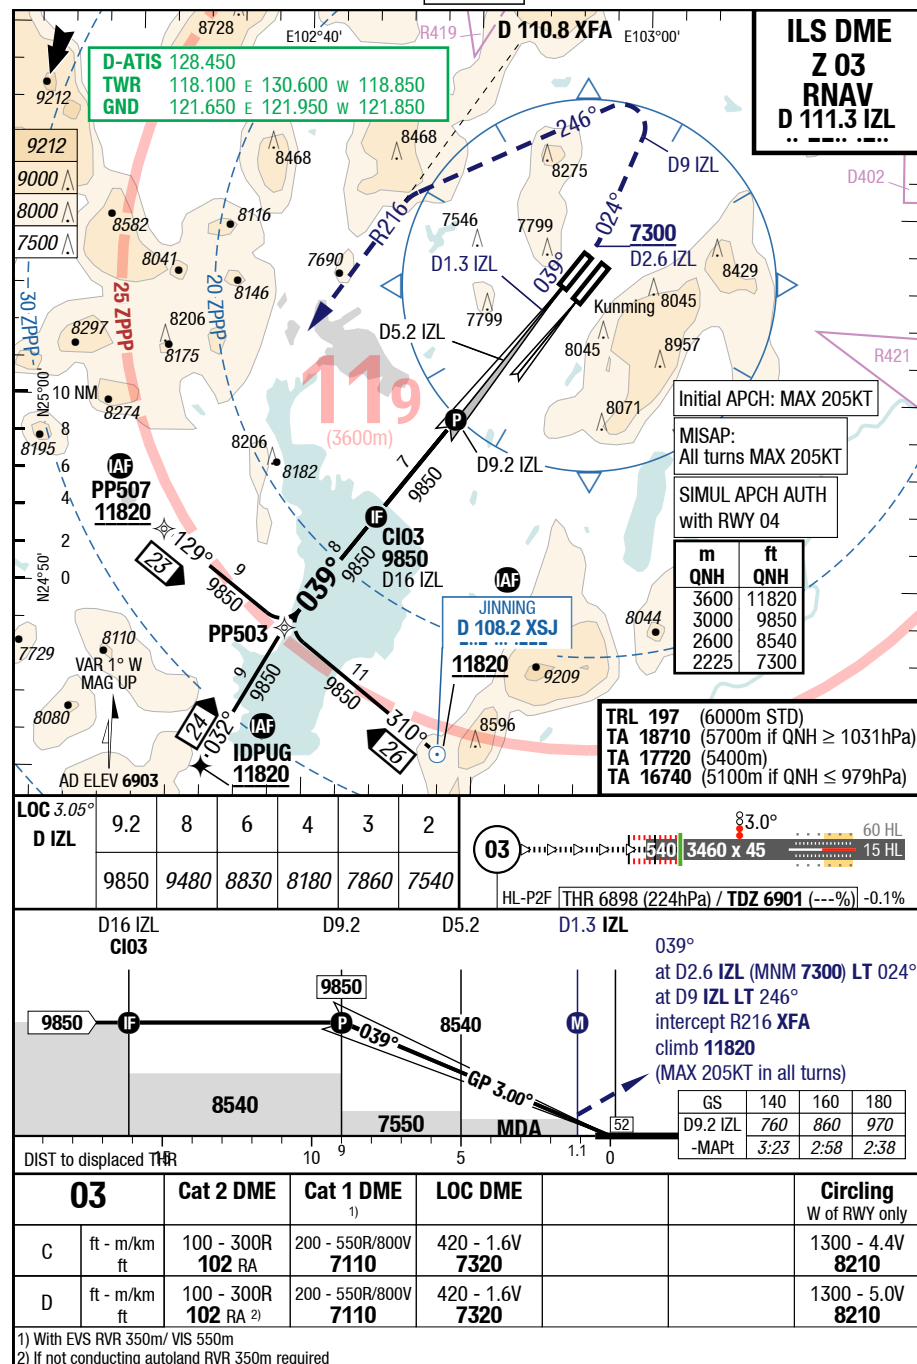 ILS DME
Z 03
RNAV
D 111.3 IZL
D-ATIS 128.450
TWR 118.100 E 130.600 W 118.850
GND 121.650 E 121.950 W 121.850
8728
E102°40'
R419
D 110.8 XFA
E103°00'
9212
9212
9000
8000
7500
8468
8468
246°
D9 IZL
8275
D402
8582
8116
R216
024°
7546
7799
7300
D2.6 IZL
8041
7690
D1.3 IZL
039°
8429
8146
30 ZPPP
25 ZPPP
20 ZPPP
Kunming
8045
7799
8297
8206
8175
D5.2 IZL
8045
8957
R421
119
(3600m)
N25°00'
10 NM
8274
8071
Initial APCH: MAX 205KT
8
8195
8206
8182
P
D9.2 IZL
MISAP:
All turns MAX 205KT
6
IAF
PP507
11820
7
9850
4
SIMUL APCH AUTH
with RWY 04
IF
CI03
9850
D16 IZL
2
129°
23
9
9850
8
9850
039°
N24°50'
0
m ft
QNH QNH
3600 11820
3000 9850
2600 8540
2225 7300
IAF
JINNING
D 108.2 XSJ
11820
8044
PP503
7729
8110
VAR 1° W
MAG UP
9
9850
11
9850
9209
8080
24
032°
IAF
IDPUG
11820
310°
26
8596
AD ELEV 6903
TRL 197 (6000m STD)
TA 18710 (5700m if QNH ≥ 1031hPa)
TA 17720 (5400m)
TA 16740 (5100m if QNH ≤ 979hPa)
LOC 3.05°
D IZL 9.2 8 6 4 3 2
9850 9480 8830 8180 7860 7540
03
540
3460 x 45
3.0°
60 HL
15 HL
HL-P2F THR 6898 (224hPa) / TDZ 6901 (---%) -0.1%
D16 IZL
CI03
D9.2
D5.2
D1.3 IZL
039°
at D2.6 IZL (MNM 7300) LT 024°
at D9 IZL LT 246°
intercept R216 XFA
climb 11820
(MAX 205KT in all turns)
9850
9850
IF
P
039°
8540
M
GP 3.00°
8540
7550
MDA
52
GS 140 160 180
D9.2 IZL 760 860 970
-MAPt 3:23 2:58 2:38
DIST to displaced THR
15 10 9 5 1.1 0
03 Cat 2 DME Cat 1 DME 1) LOC DME Circling
W of RWY only
C ft - m/km 100 - 300R 200 - 550R/800V 420 - 1.6V 1300 - 4.4V
ft 102 RA 7110 7320 8210
D ft - m/km 100 - 300R 200 - 550R/800V 420 - 1.6V 1300 - 5.0V
ft 102 RA 2) 7110 7320 8210
1) With EVS RVR 350m/ VIS 550m
2) If not conducting autoland RVR 350m required